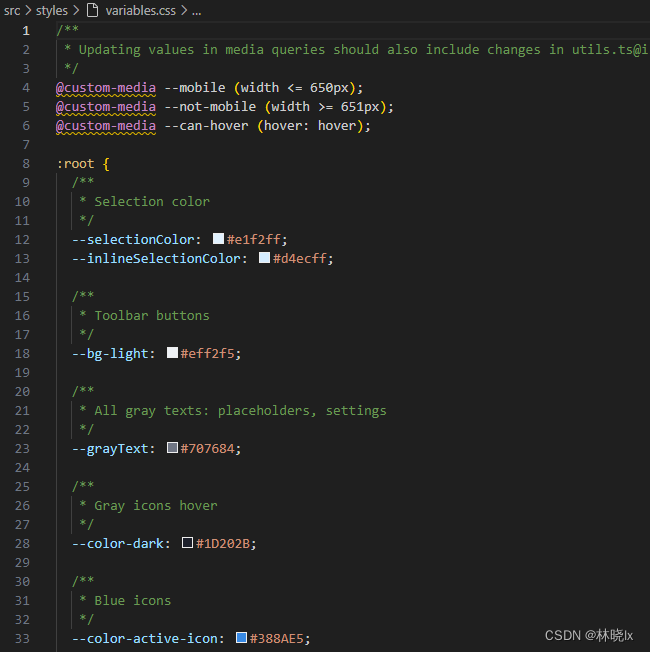 src > styles > variables.css > ...
1 /**
2 * Updating values in media queries should also include changes in utils.ts@i
3 */
4 @custom-media --mobile (width <= 650px);
5 @custom-media --not-mobile (width >= 651px);
6 @custom-media --can-hover (hover: hover);
7
8 :root {
9 /**
10 * Selection color
11 */
12 --selectionColor: #e1f2ff;
13 --inlineSelectionColor: #d4ecff;
14
15 /**
16 * Toolbar buttons
17 */
18 --bg-light: #eff2f5;
19
20 /**
21 * All gray texts: placeholders, settings
22 */
23 --grayText: #707684;
24
25 /**
26 * Gray icons hover
27 */
28 --color-dark: #1D202B;
29
30 /**
31 * Blue icons
32 */
33 --color-active-icon: #388AE5;
CSDN @林晓lx